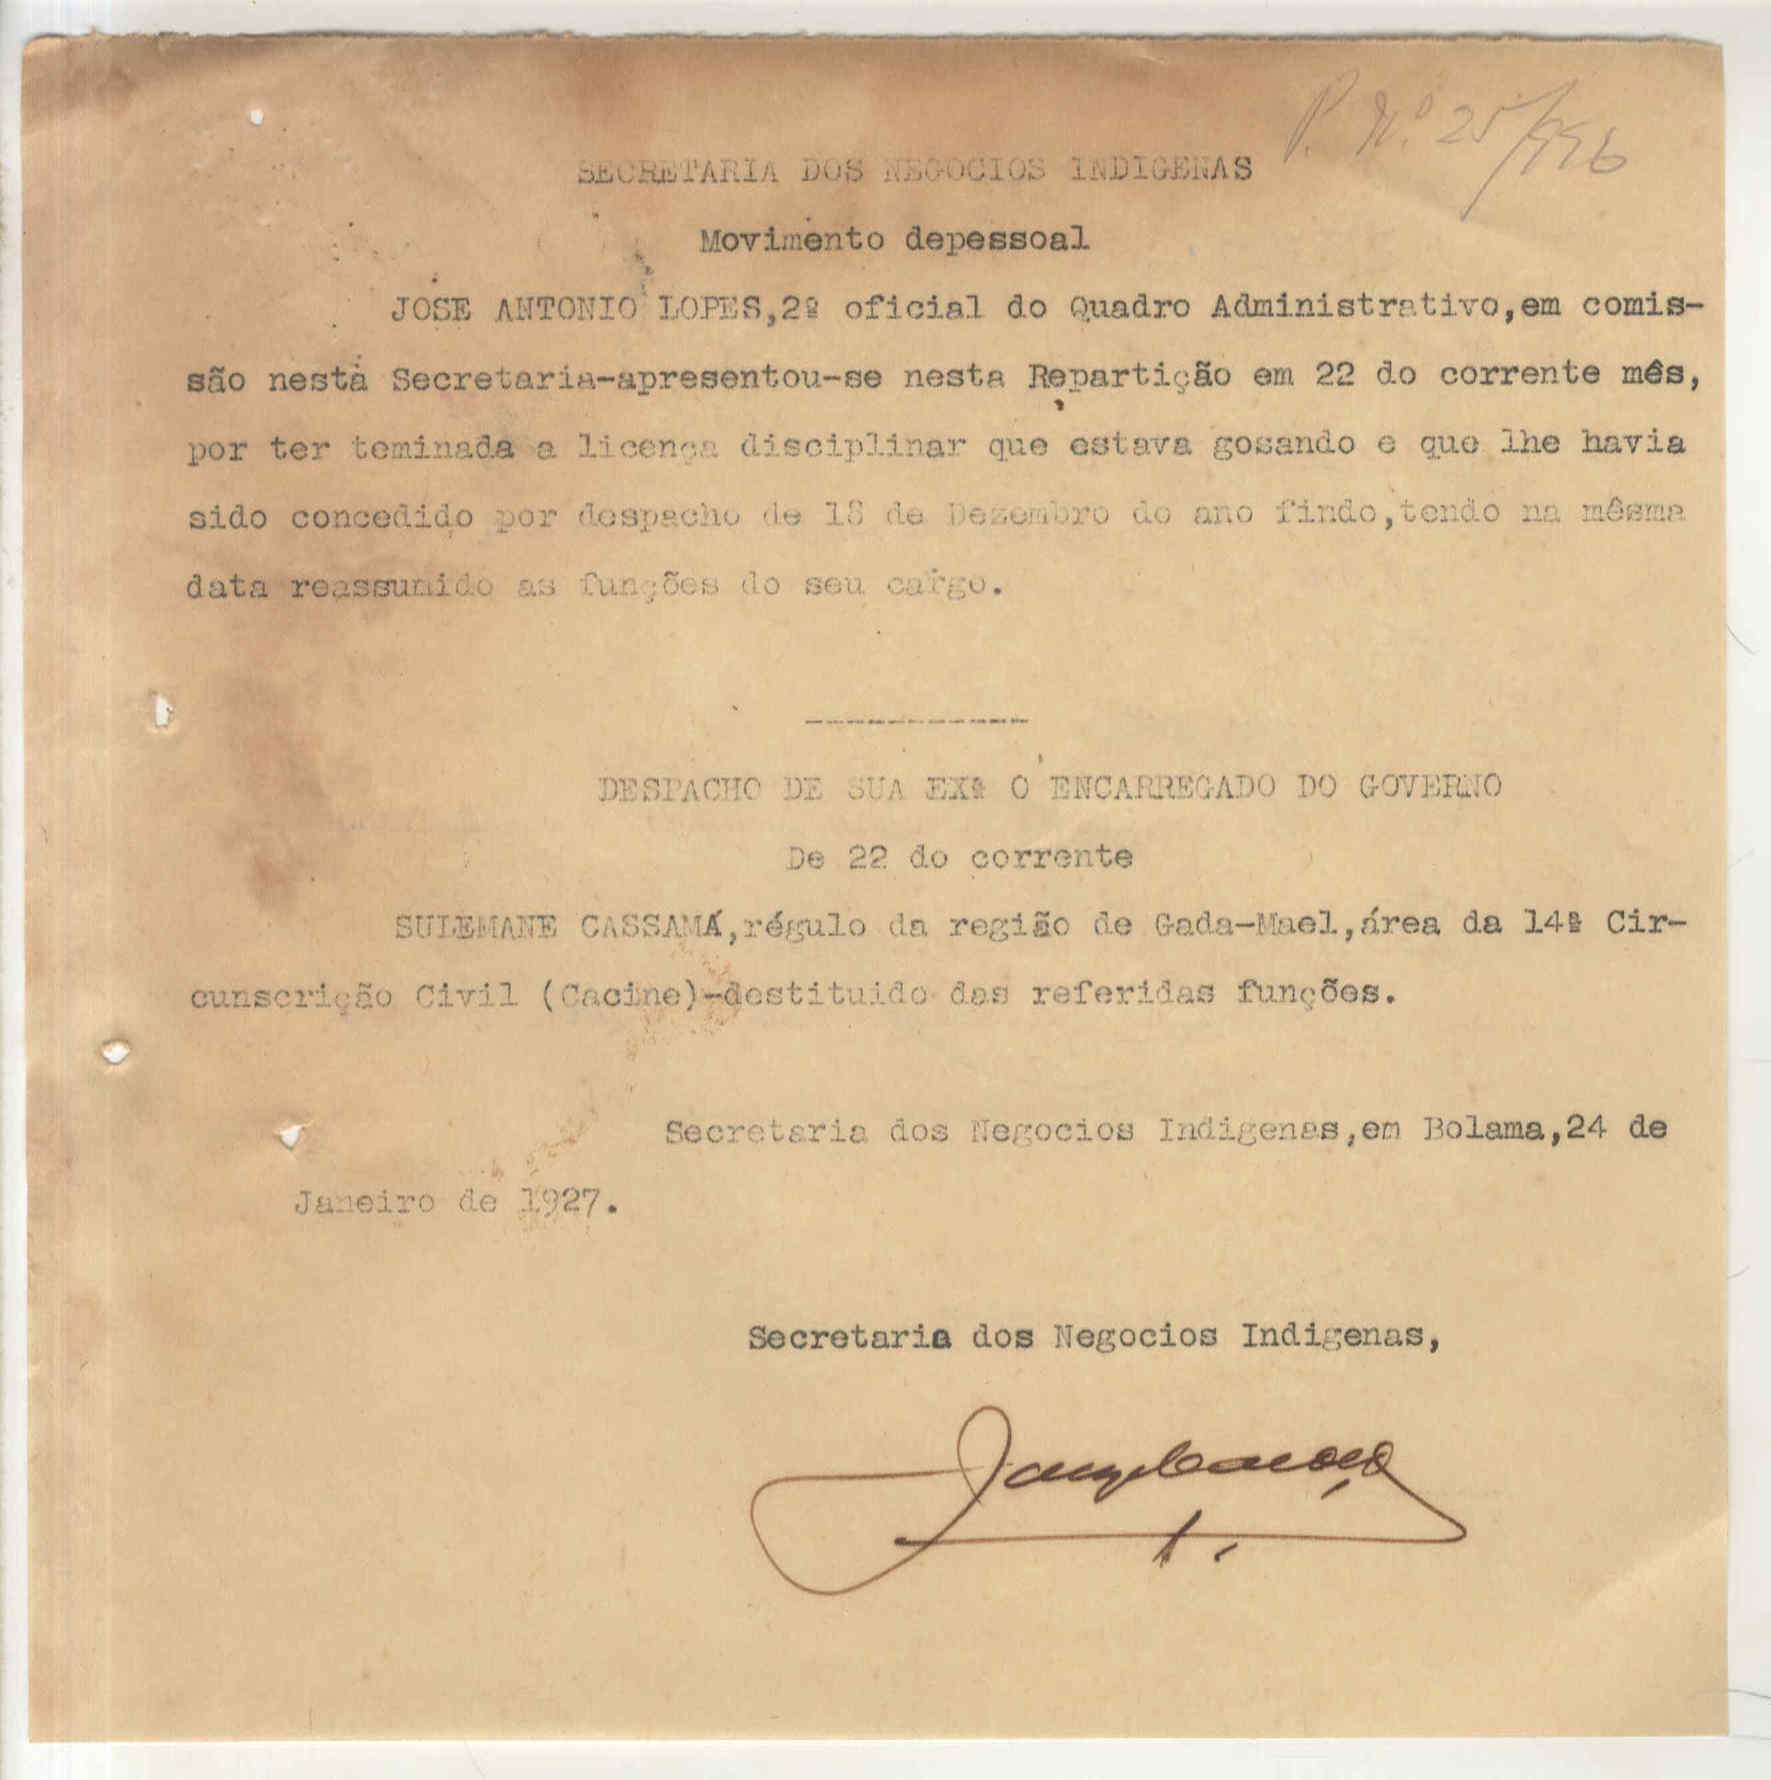 P. Nº. 25/926
SECRETARIA DOS NEGOCIOS INDIGENAS
Movimento depessoal
JOSE ANTONIO LOPES,2º oficial do Quadro Administrativo,em comis-
são nesta Secretaria-apresentou-se nesta Repartição em 22 do corrente mês,
por ter teminada a licença disciplinar que estava gosando e que lhe havia
sido concedido por despacho de 18 de Dezembro do ano findo,tendo na mêsma
data reassumido as funções do seu cargo.
DESPACHO DE SUA EXª O ENCARREGADO DO GOVERNO
De 22 do corrente
SULEMANE CASSAMÁ,régulo da região de Gada-Mael,área da 14ª Cir-
cunscrição Civil (Cacine)-destituido das referidas funções.
Secretaria dos Negocios Indigenas,em Bolama,24 de
Janeiro de 1927.
Secretaria dos Negocios Indigenas,